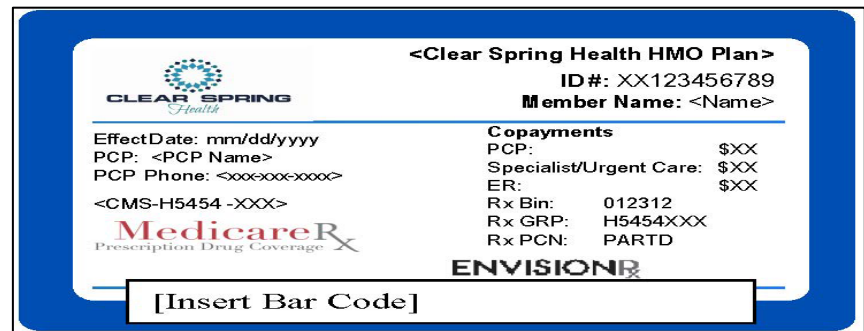 <Clear Spring Health HMO Plan>
ID#: XX123456789
Member Name: <Name>
CLEAR SPRING
Health
EffectDate: mm/dd/yyyy
PCP: <PCP Name>
PCP Phone: <xxx-xxx-xxxx>
<CMS-H5454 -XXX>
MedicareRx
Prescription Drug Coverage
Copayments
PCP: $XX
Specialist/Urgent Care: $XX
ER: $XX
Rx Bin: 012312
Rx GRP: H5454XXX
Rx PCN: PARTD
ENVISIONRx
[Insert Bar Code]